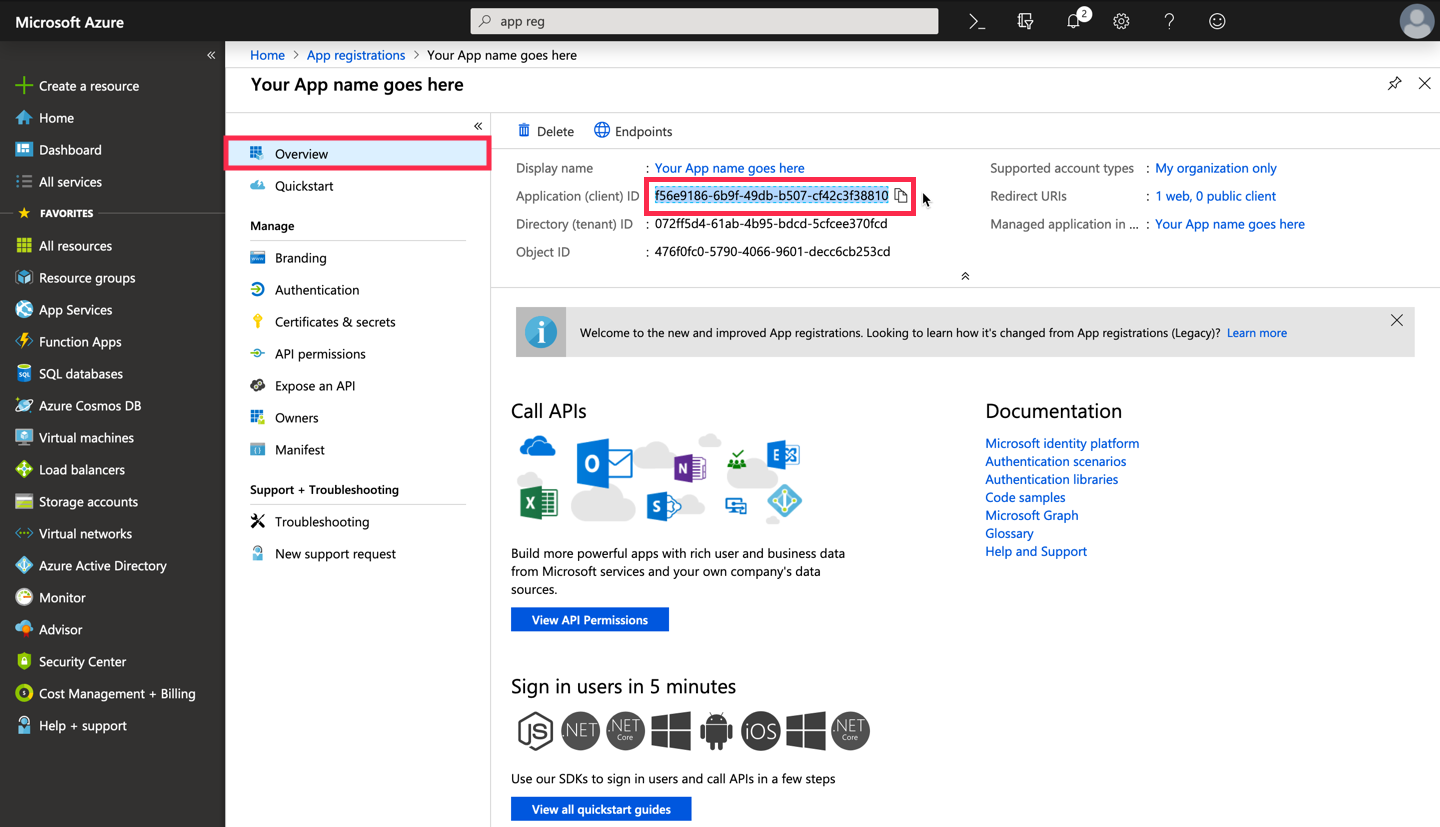 Microsoft Azure
app reg
2
Create a resource
Home
Dashboard
All services
FAVORITES
All resources
Resource groups
App Services
Function Apps
SQL databases
Azure Cosmos DB
Virtual machines
Load balancers
Storage accounts
Virtual networks
Azure Active Directory
Monitor
Advisor
Security Center
Cost Management + Billing
Help + support
Home > App registrations > Your App name goes here
Your App name goes here
Overview
Quickstart
Manage
Branding
Authentication
Certificates & secrets
API permissions
Expose an API
Owners
Manifest
Support + Troubleshooting
Troubleshooting
New support request
Delete Endpoints
Display name : Your App name goes here
Application (client) ID : f56e9186-6b9f-49db-b507-cf42c3f38810
Directory (tenant) ID : 072ff5d4-61ab-4b95-bdcd-5cfcee370fcd
Object ID : 476f0fc0-5790-4066-9601-decc6cb253cd
Supported account types : My organization only
Redirect URIs : 1 web, 0 public client
Managed application in ... : Your App name goes here
Welcome to the new and improved App registrations. Looking to learn how it's changed from App registrations (Legacy)? Learn more
Call APIs
Build more powerful apps with rich user and business data
from Microsoft services and your own company's data
sources.
View API Permissions
Documentation
Microsoft identity platform
Authentication scenarios
Authentication libraries
Code samples
Microsoft Graph
Glossary
Help and Support
Sign in users in 5 minutes
JS .NET .NET Core iOS .NET Core
Use our SDKs to sign in users and call APIs in a few steps
View all quickstart guides